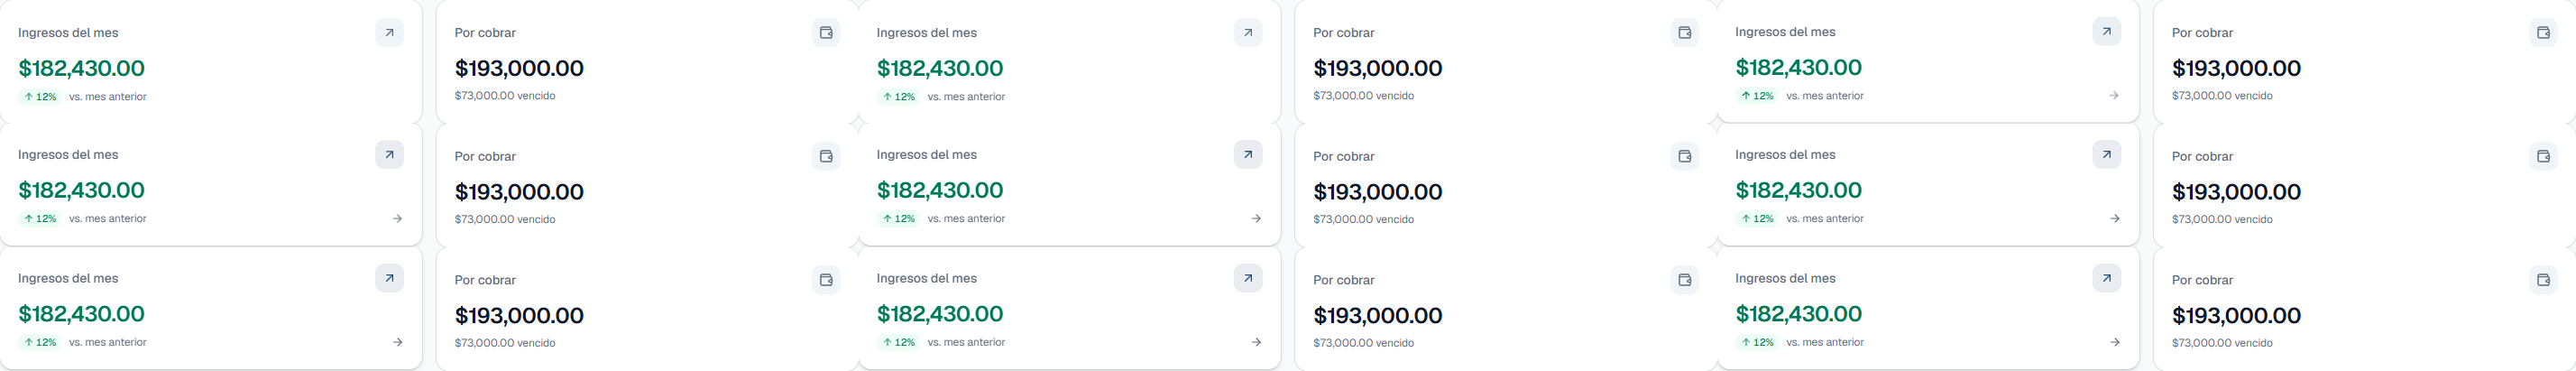 Ingresos del mes
$182,430.00
↑ 12% vs. mes anterior
Por cobrar
$193,000.00
$73,000.00 vencido
Ingresos del mes
$182,430.00
↑ 12% vs. mes anterior
Por cobrar
$193,000.00
$73,000.00 vencido
Ingresos del mes
$182,430.00
↑ 12% vs. mes anterior →
Por cobrar
$193,000.00
$73,000.00 vencido
Ingresos del mes
$182,430.00
↑ 12% vs. mes anterior →
Por cobrar
$193,000.00
$73,000.00 vencido
Ingresos del mes
$182,430.00
↑ 12% vs. mes anterior →
Por cobrar
$193,000.00
$73,000.00 vencido
Ingresos del mes
$182,430.00
↑ 12% vs. mes anterior →
Por cobrar
$193,000.00
$73,000.00 vencido
Ingresos del mes
$182,430.00
↑ 12% vs. mes anterior →
Por cobrar
$193,000.00
$73,000.00 vencido
Ingresos del mes
$182,430.00
↑ 12% vs. mes anterior →
Por cobrar
$193,000.00
$73,000.00 vencido
Ingresos del mes
$182,430.00
↑ 12% vs. mes anterior →
Por cobrar
$193,000.00
$73,000.00 vencido